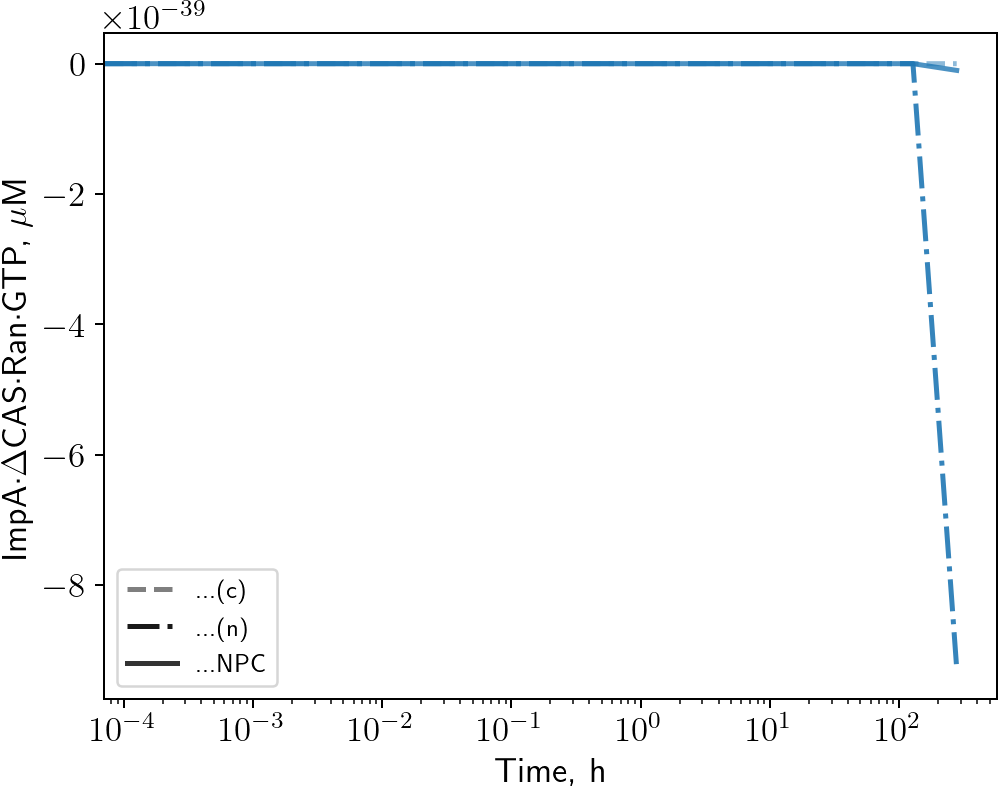 ×10⁻³⁹
0
−2
−4
−6
−8
ImpA·ΔCAS·Ran·GTP, μM
...(c)
...(n)
...NPC
10⁻⁴ 10⁻³ 10⁻² 10⁻¹ 10⁰ 10¹ 10²
Time, h